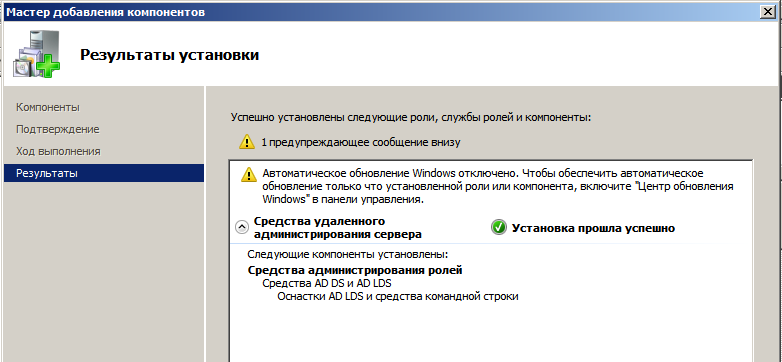 Мастер добавления компонентов
Результаты установки
Компоненты
Подтверждение
Ход выполнения
Результаты
Успешно установлены следующие роли, службы ролей и компоненты:
1 предупреждающее сообщение внизу
Автоматическое обновление Windows отключено. Чтобы обеспечить автоматическое
обновление только что установленной роли или компонента, включите "Центр обновления
Windows" в панели управления.
Средства удаленного
администрирования сервера
Установка прошла успешно
Следующие компоненты установлены:
Средства администрирования ролей
Средства AD DS и AD LDS
Оснастки AD LDS и средства командной строки